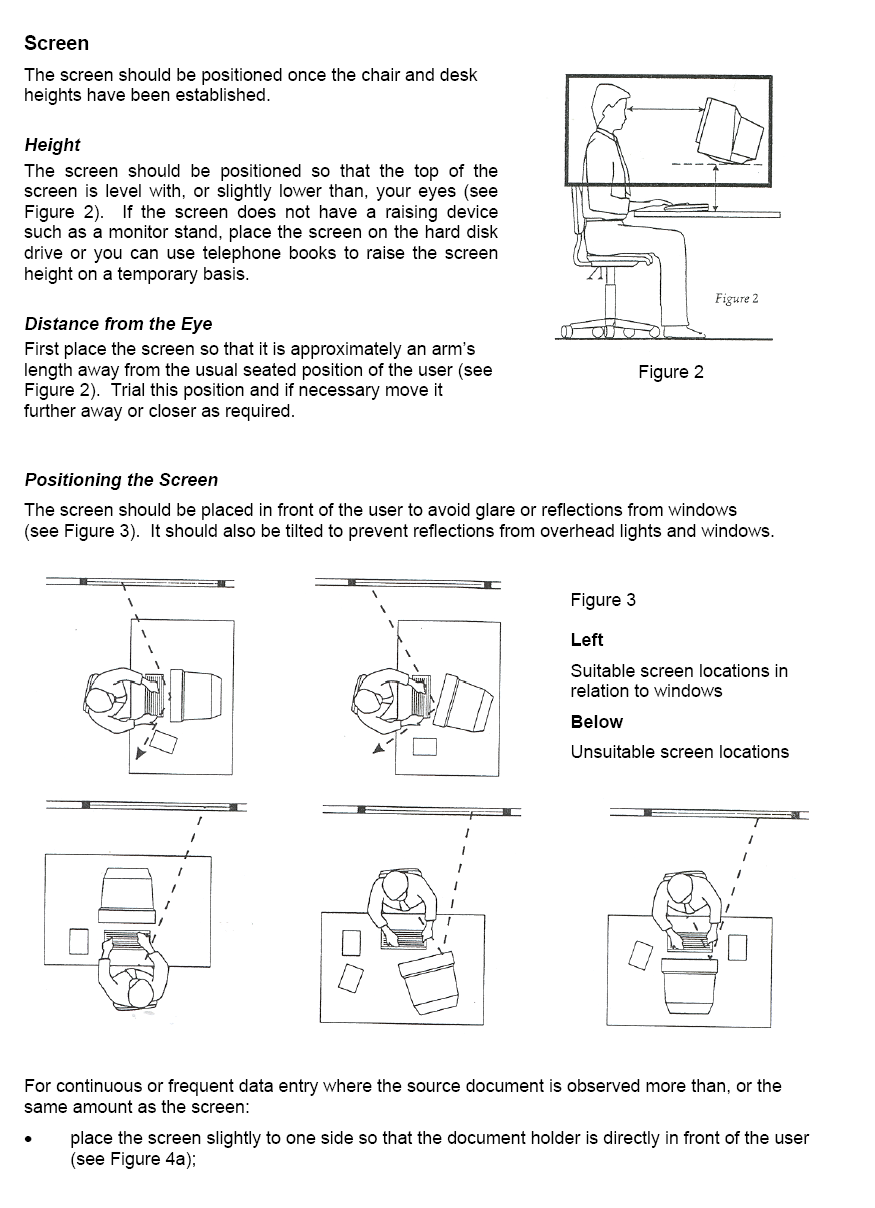 Screen
The screen should be positioned once the chair and desk
heights have been established.
Height
The screen should be positioned so that the top of the
screen is level with, or slightly lower than, your eyes (see
Figure 2). If the screen does not have a raising device
such as a monitor stand, place the screen on the hard disk
drive or you can use telephone books to raise the screen
height on a temporary basis.
Figure 2
Distance from the Eye
First place the screen so that it is approximately an arm's
length away from the usual seated position of the user (see
Figure 2). Trial this position and if necessary move it
further away or closer as required.
Figure 2
Positioning the Screen
The screen should be placed in front of the user to avoid glare or reflections from windows
(see Figure 3). It should also be tilted to prevent reflections from overhead lights and windows.
Figure 3
Left
Suitable screen locations in
relation to windows
Below
Unsuitable screen locations
For continuous or frequent data entry where the source document is observed more than, or the
same amount as the screen:
• place the screen slightly to one side so that the document holder is directly in front of the user
(see Figure 4a);